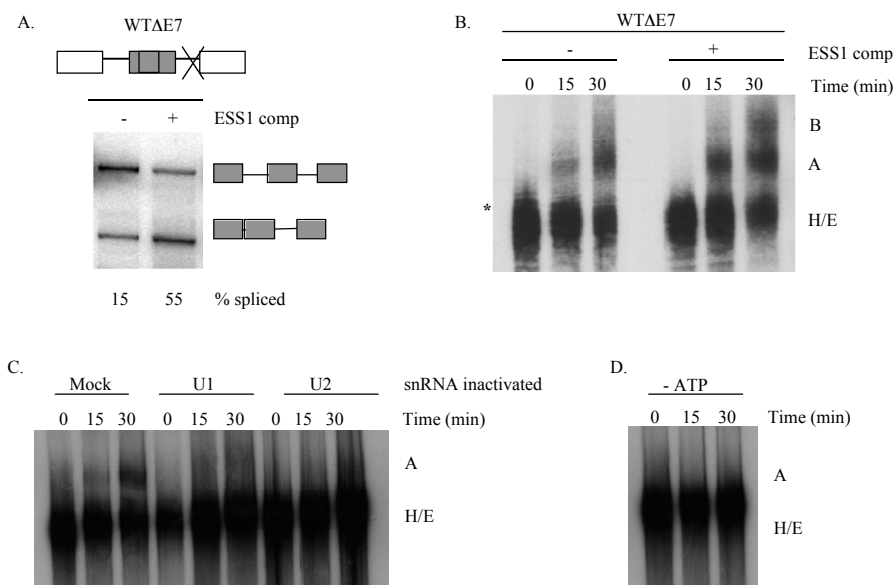 A.
WTΔE7
- + ESS1 comp
15 55 % spliced
B.
WTΔE7
- + ESS1 comp
0 15 30 0 15 30 Time (min)
B
A
* H/E
C.
Mock U1 U2 snRNA inactivated
0 15 30 0 15 30 0 15 30 Time (min)
A
H/E
D.
- ATP
0 15 30 Time (min)
A
H/E